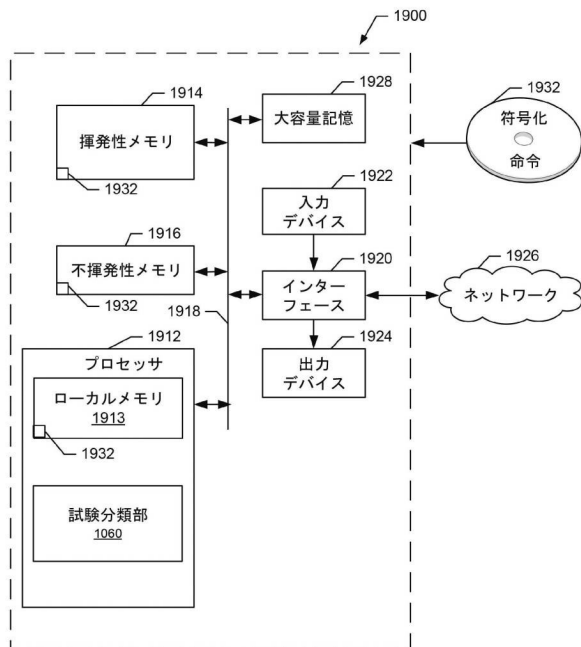 1900
1914
揮発性メモリ
1932
1928
大容量記憶
1932
符号化
命令
1922
入力
デバイス
1916
不揮発性メモリ
1932
1918
1920
インター
フェース
1926
ネットワーク
1912
プロセッサ
ローカルメモリ
1913
1932
1924
出力
デバイス
試験分類部
1060